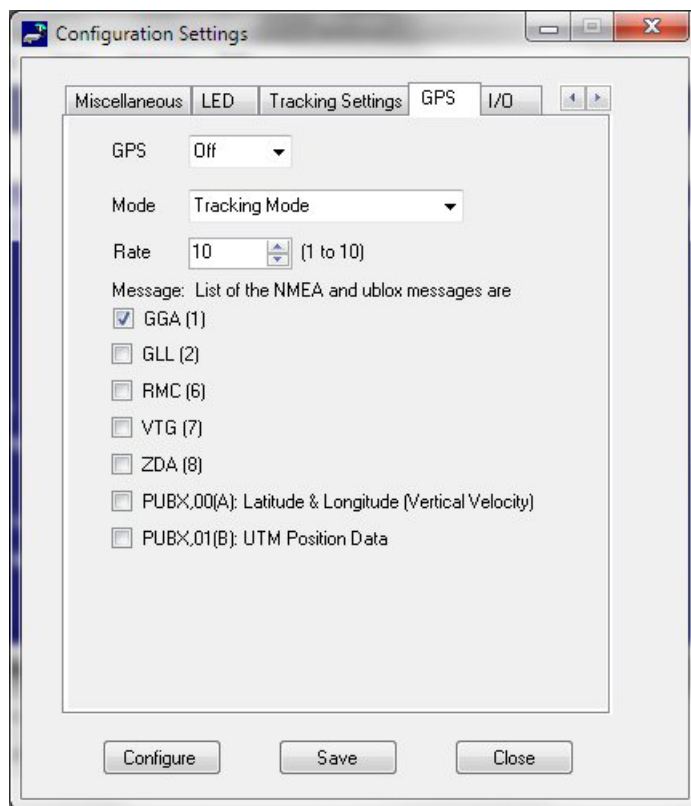 Configuration Settings
Miscellaneous LED Tracking Settings GPS I/O
GPS Off
Mode Tracking Mode
Rate 10 (1 to 10)
Message: List of the NMEA and ublox messages are
GGA (1)
GLL (2)
RMC (6)
VTG (7)
ZDA (8)
PUBX,00(A): Latitude & Longitude (Vertical Velocity)
PUBX,01(B): UTM Position Data
Configure Save Close